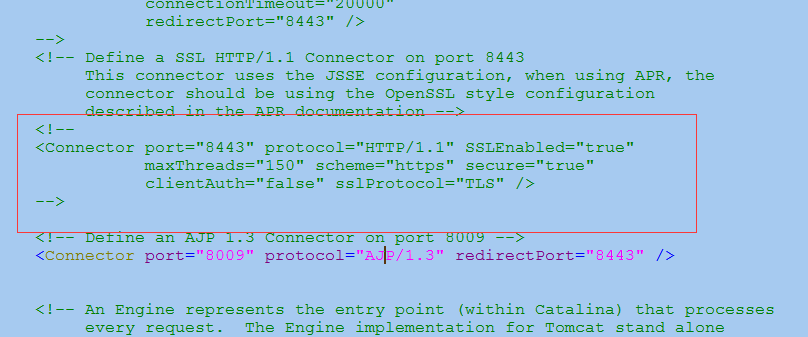 connectionTimeout="20000"
redirectPort="8443" />
-->
<!-- Define a SSL HTTP/1.1 Connector on port 8443
This connector uses the JSSE configuration, when using APR, the
connector should be using the OpenSSL style configuration
described in the APR documentation -->
<!--
<Connector port="8443" protocol="HTTP/1.1" SSLEnabled="true"
maxThreads="150" scheme="https" secure="true"
clientAuth="false" sslProtocol="TLS" />
-->
<!-- Define an AJP 1.3 Connector on port 8009 -->
<Connector port="8009" protocol="AJP/1.3" redirectPort="8443" />
<!-- An Engine represents the entry point (within Catalina) that processes
every request.  The Engine implementation for Tomcat stand alone